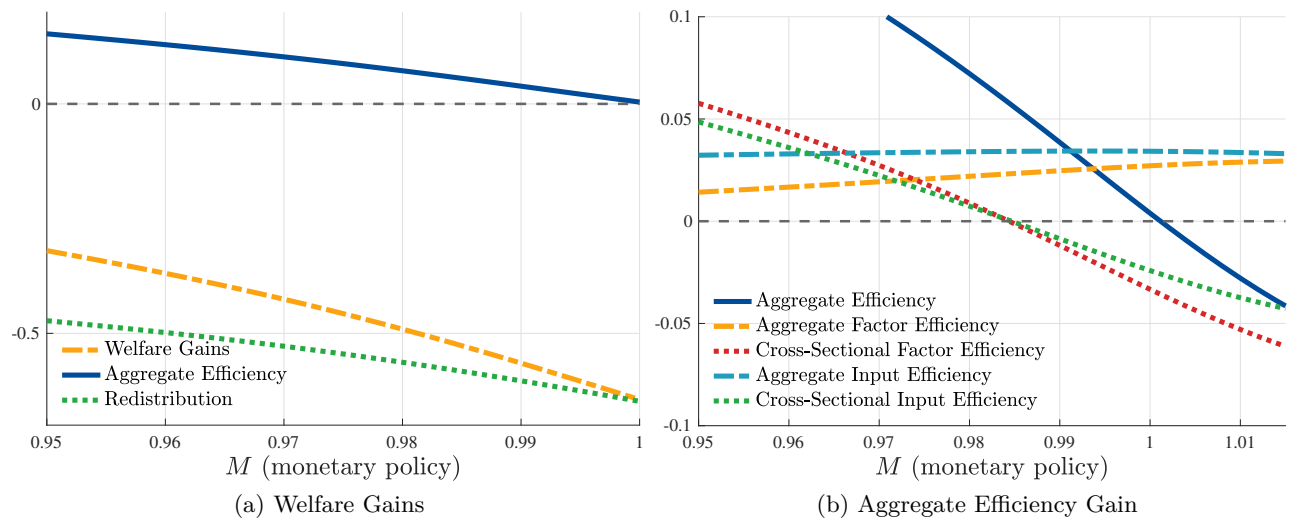 0
-0.5
Welfare Gains
Aggregate Efficiency
Redistribution
0.95
0.96
0.97
0.98
0.99
1
M (monetary policy)
(a) Welfare Gains
0.1
0.05
0
-0.05
-0.1
Aggregate Efficiency
Aggregate Factor Efficiency
Cross-Sectional Factor Efficiency
Aggregate Input Efficiency
Cross-Sectional Input Efficiency
0.95
0.96
0.97
0.98
0.99
1
1.01
M (monetary policy)
(b) Aggregate Efficiency Gain